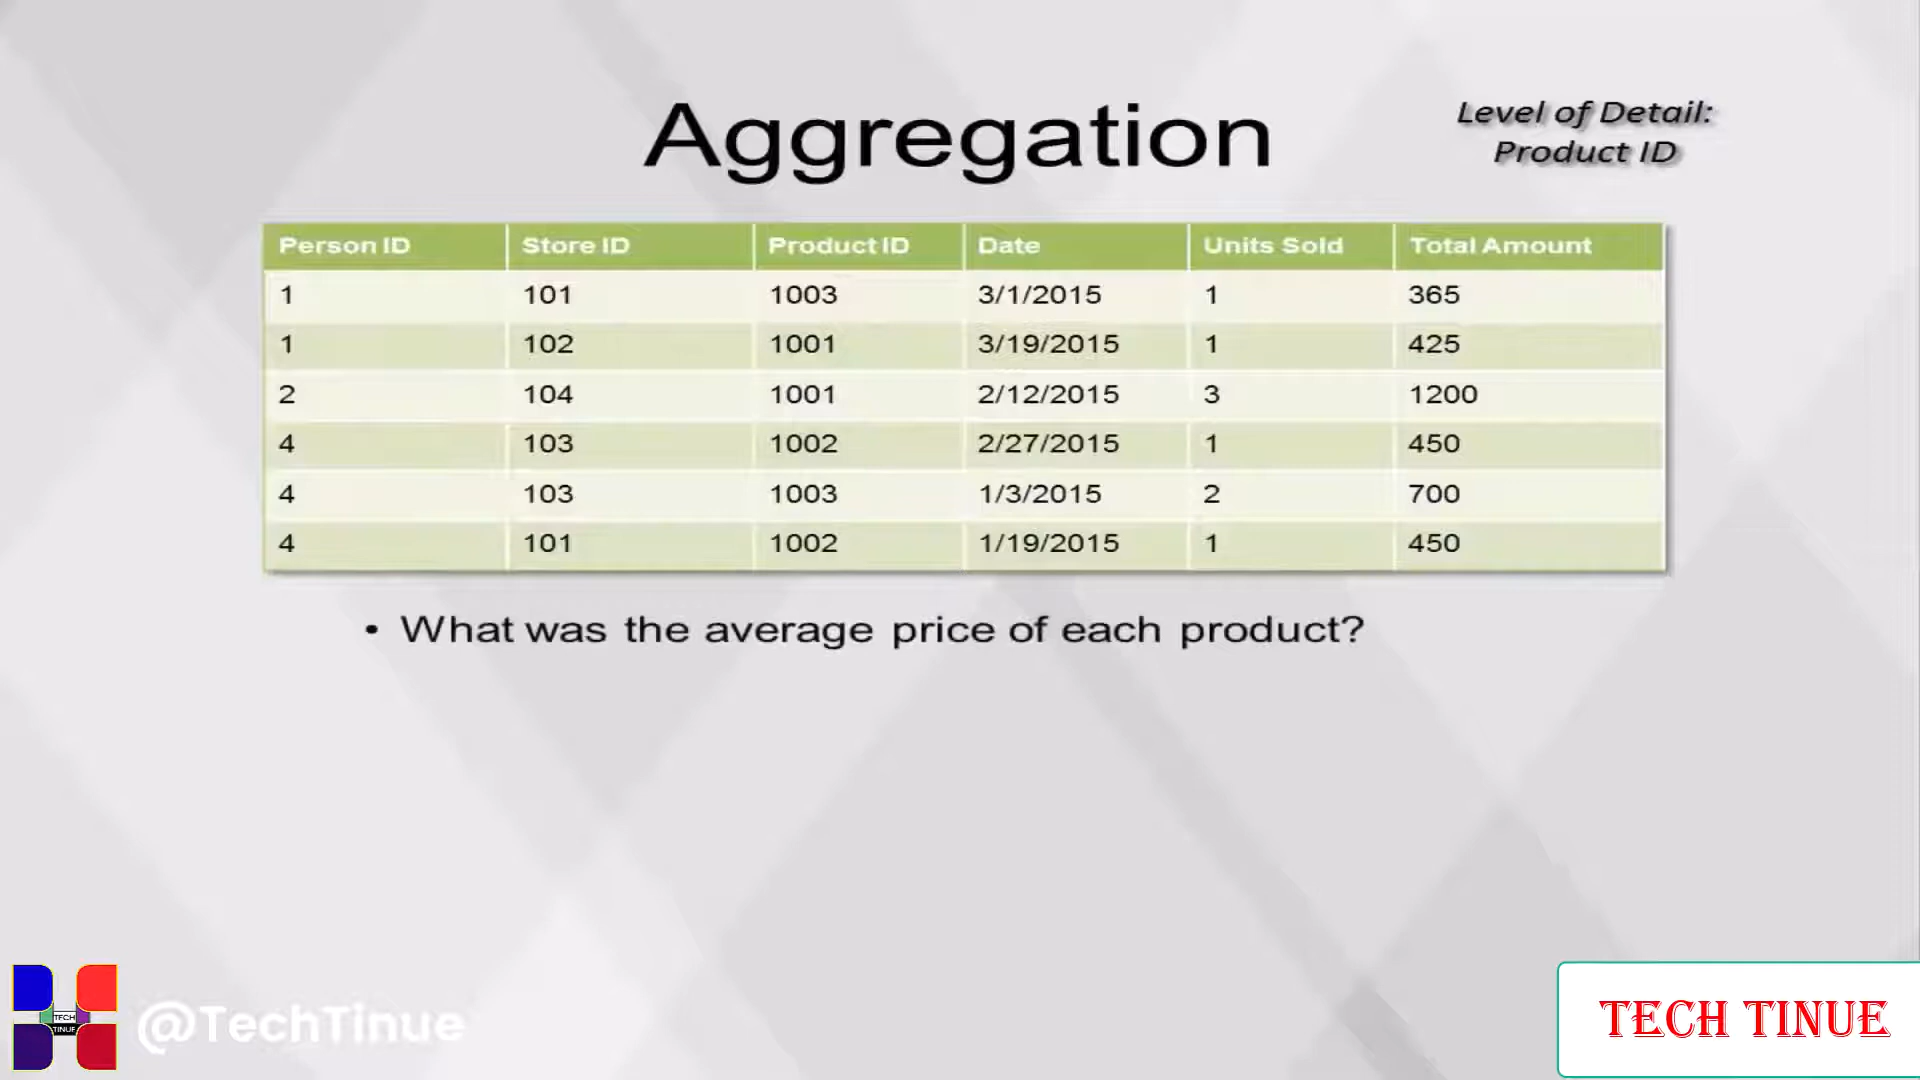 Aggregation
Level of Detail:
Product ID
Person ID Store ID Product ID Date Units Sold Total Amount
1 101 1003 3/1/2015 1 365
1 102 1001 3/19/2015 1 425
2 104 1001 2/12/2015 3 1200
4 103 1002 2/27/2015 1 450
4 103 1003 1/3/2015 2 700
4 101 1002 1/19/2015 1 450
• What was the average price of each product?
TECH
TINUE
@TechTinue
TECH TINUE